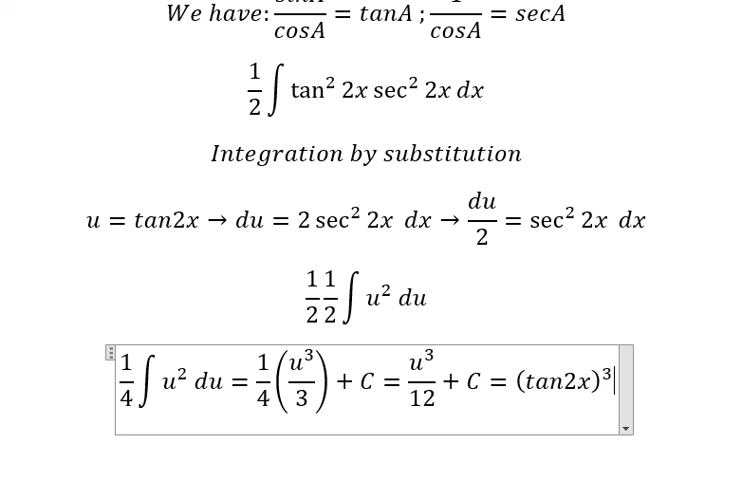 We have: sinA/cosA = tanA ; 1/cosA = secA
1/2 ∫ tan² 2x sec² 2x dx
Integration by substitution
u = tan2x → du = 2 sec² 2x dx → du/2 = sec² 2x dx
1/2 1/2 ∫ u² du
1/4 ∫ u² du = 1/4 (u³/3) + C = u³/12 + C = (tan2x)³